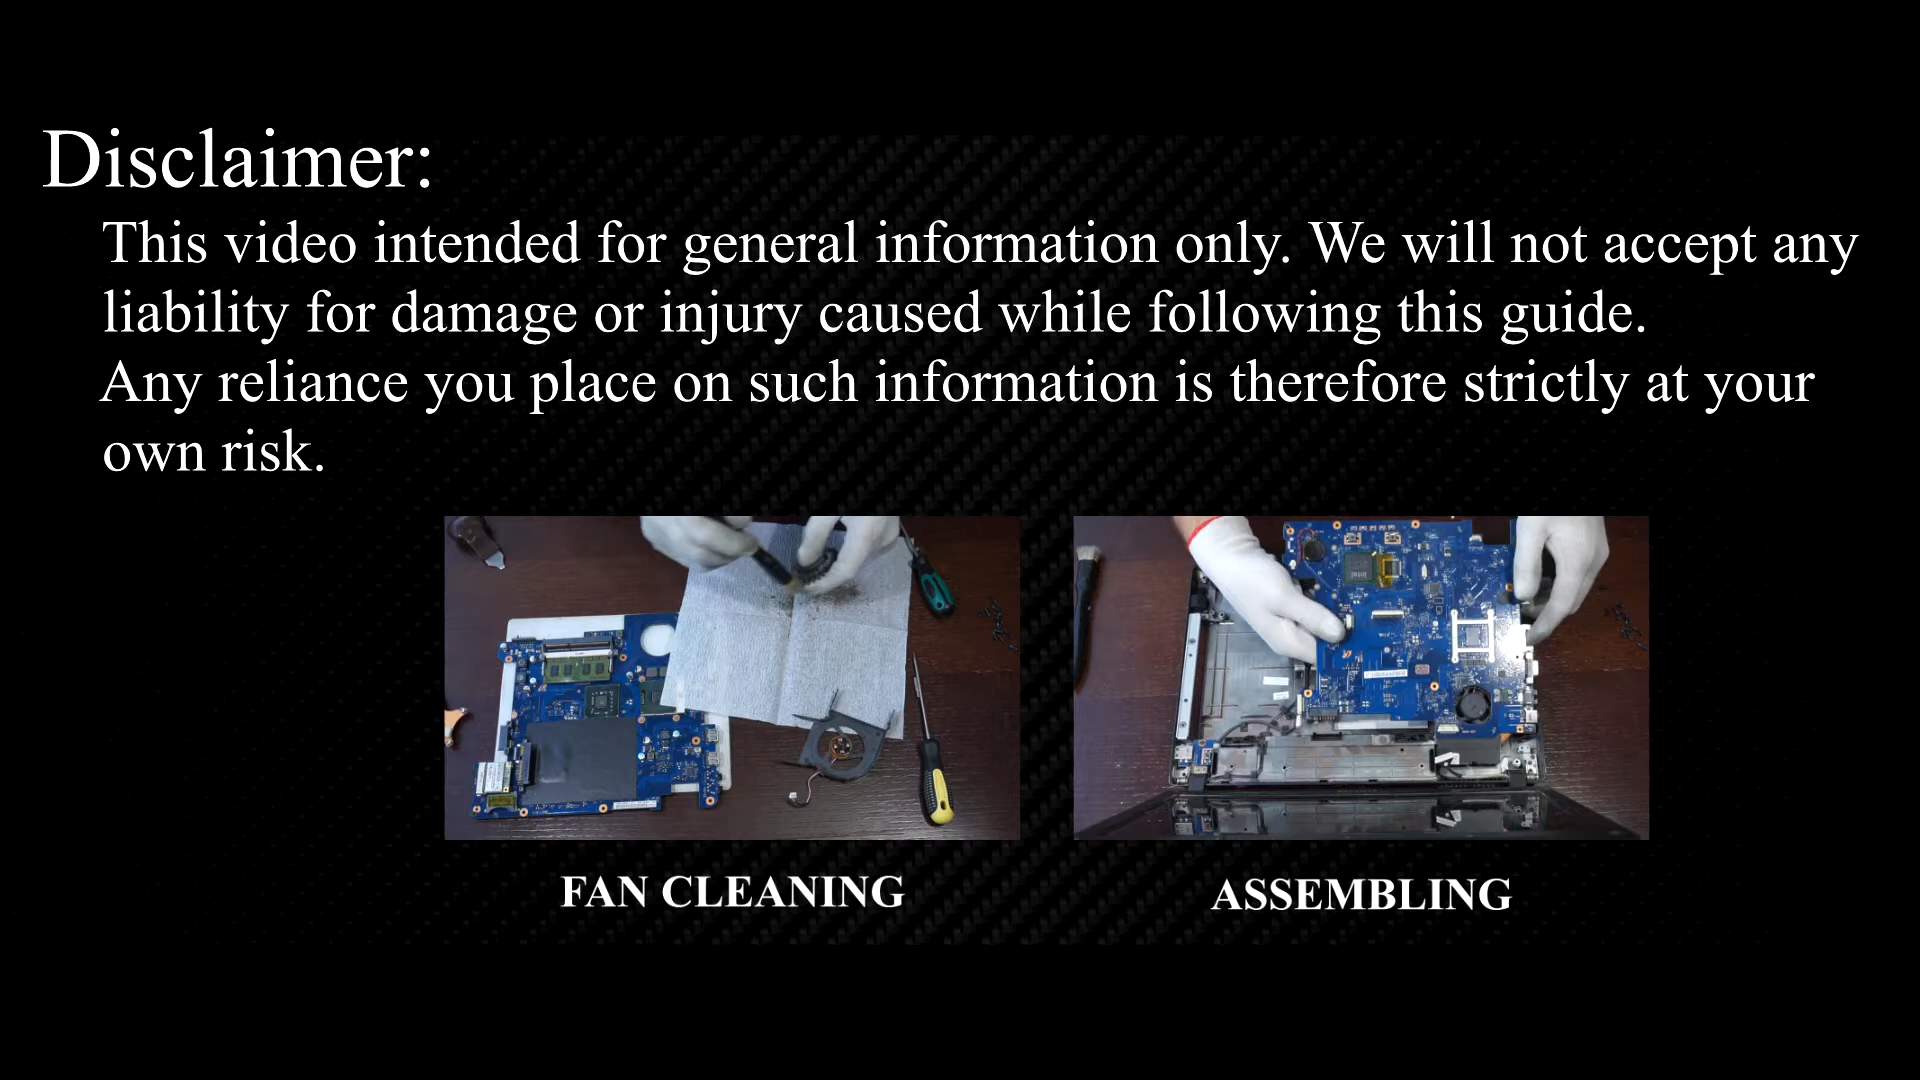 Disclaimer:
This video intended for general information only. We will not accept any
liability for damage or injury caused while following this guide.
Any reliance you place on such information is therefore strictly at your
own risk.
FAN CLEANING
ASSEMBLING